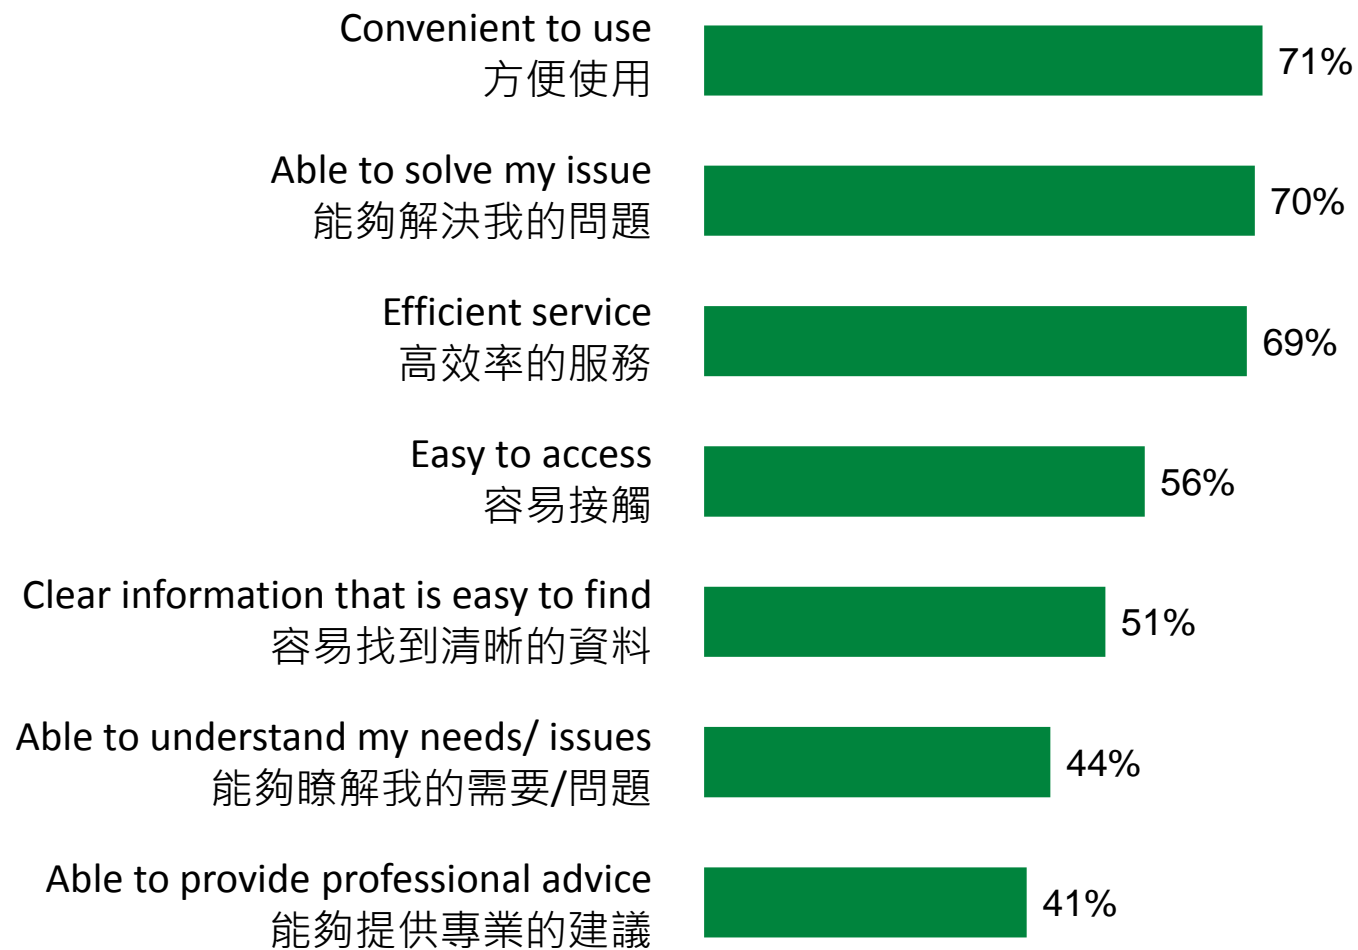 Convenient to use
方便使用
71%
Able to solve my issue
能夠解決我的問題
70%
Efficient service
高效率的服務
69%
Easy to access
容易接觸
56%
Clear information that is easy to find
容易找到清晰的資料
51%
Able to understand my needs/ issues
能夠瞭解我的需要/問題
44%
Able to provide professional advice
能夠提供專業的建議
41%